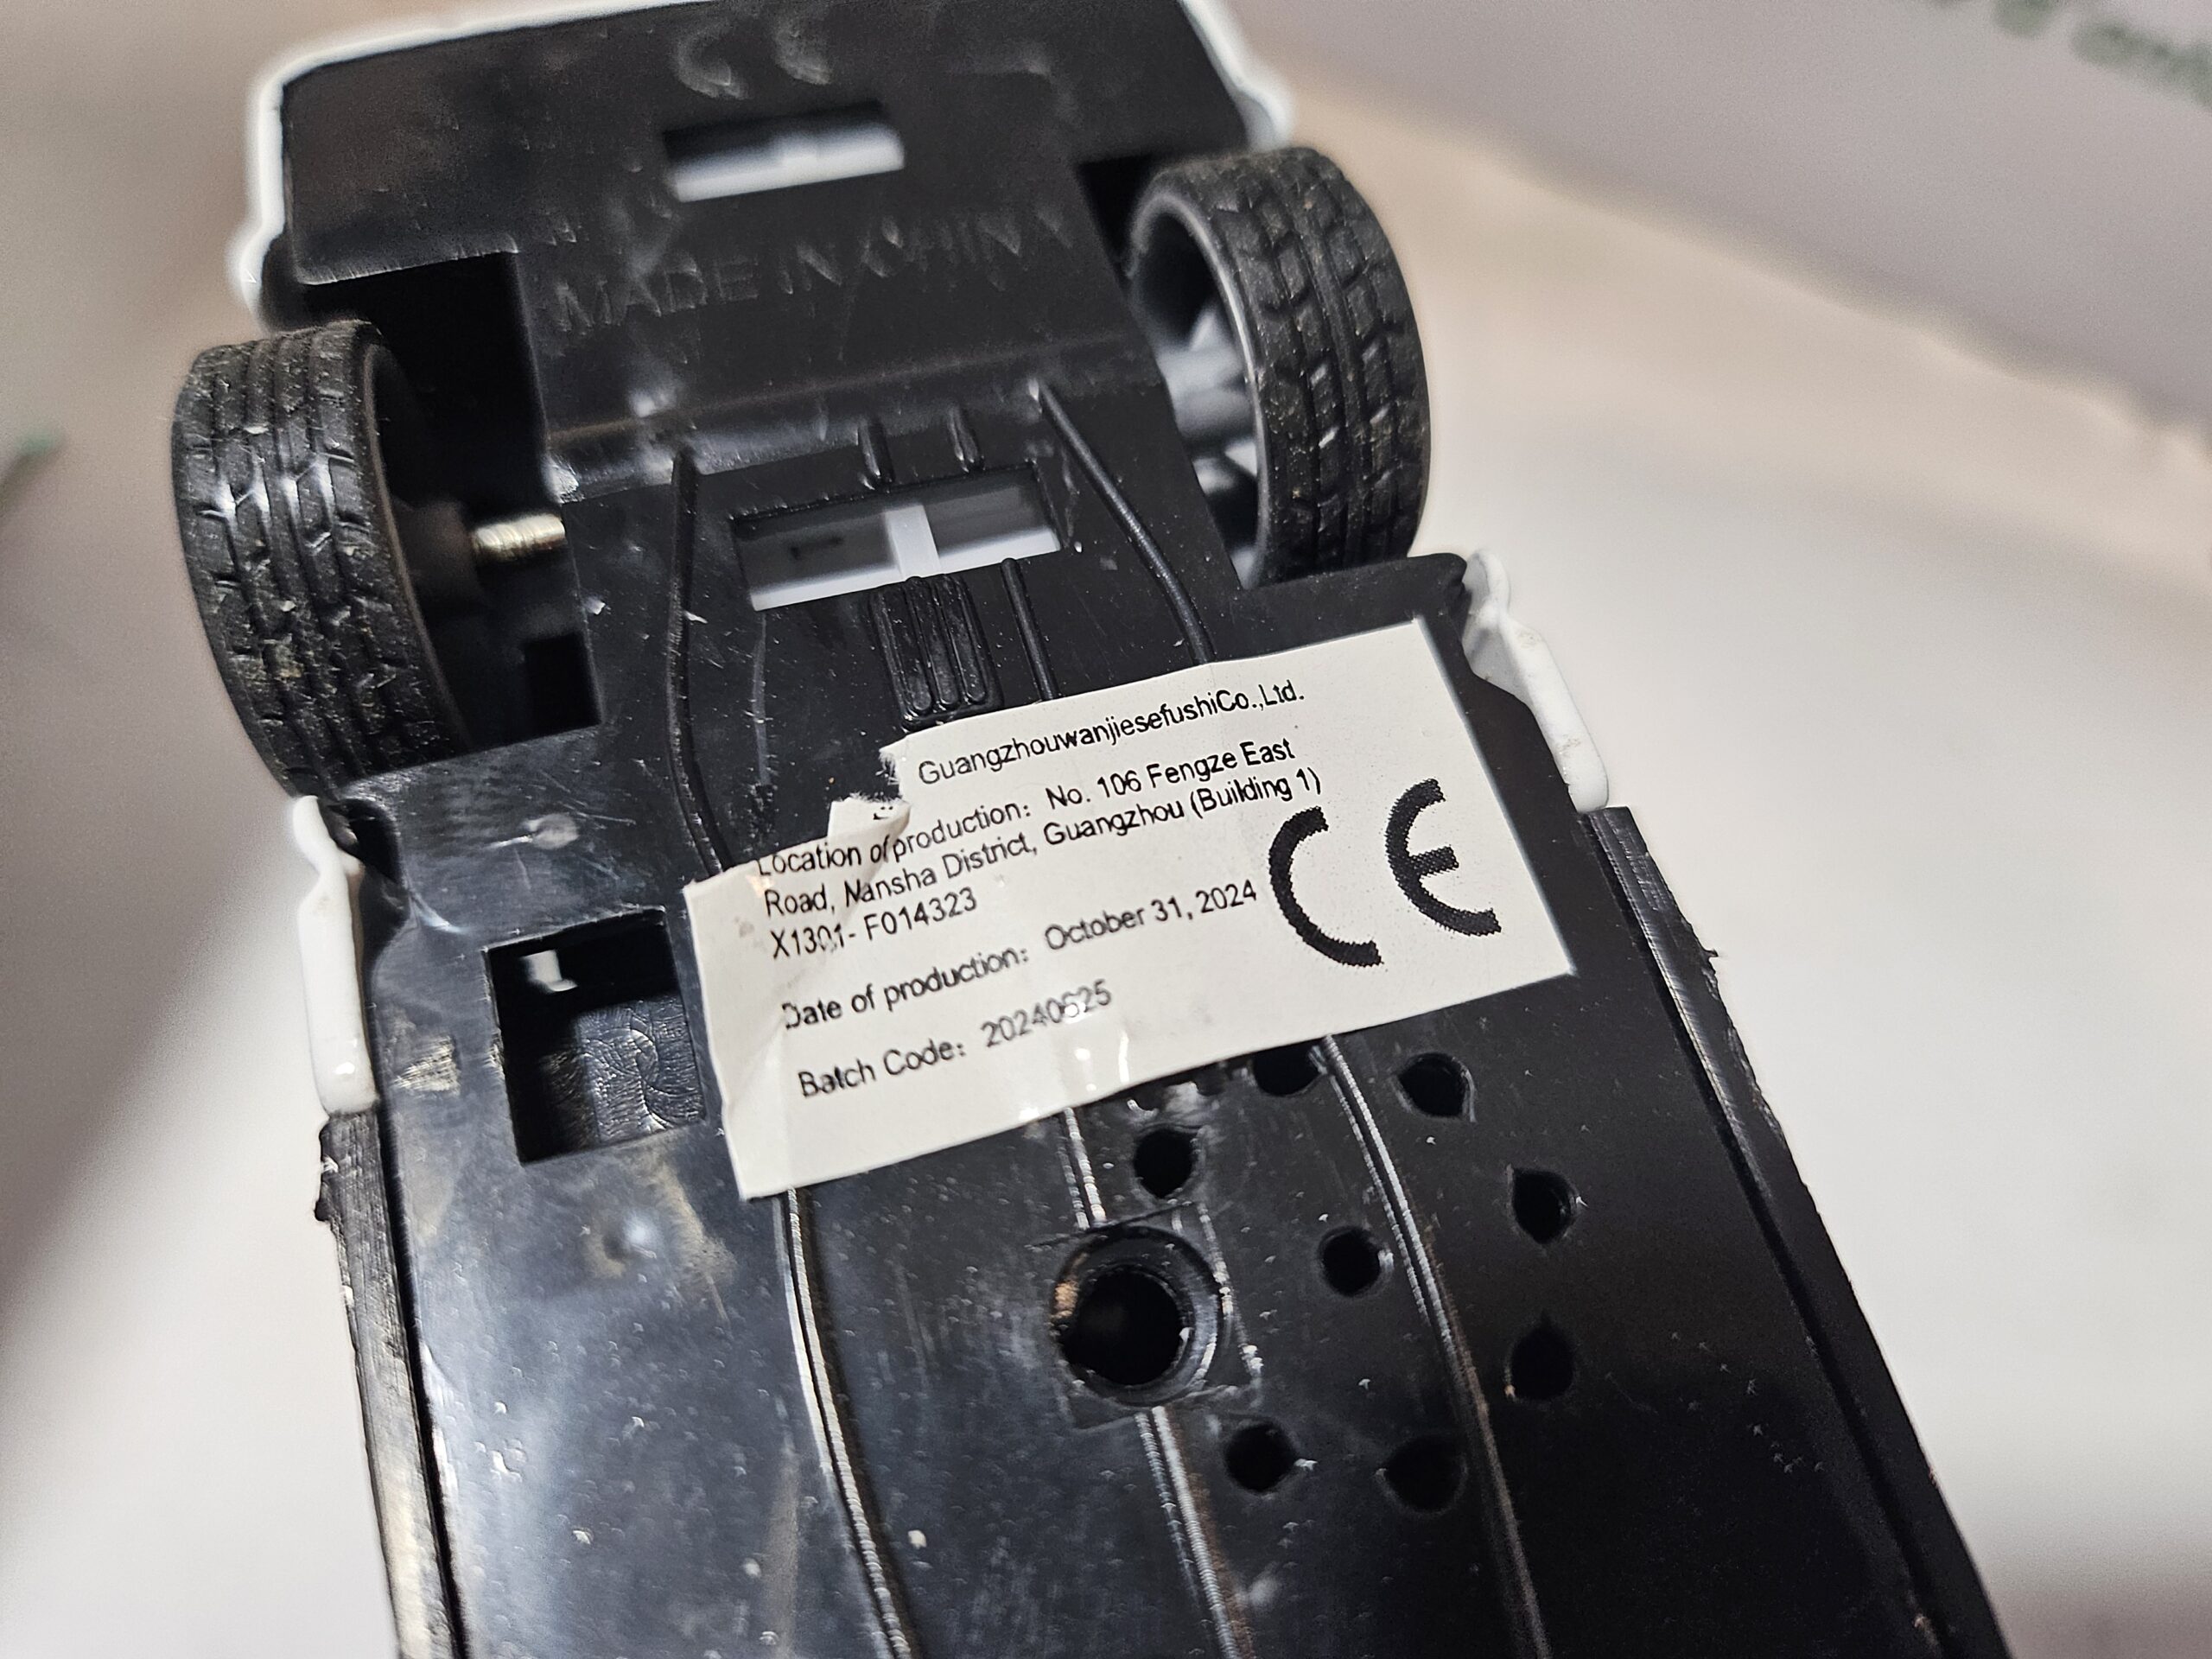 CE
MADE IN CHINA
GuangzhouwanjiesefushiCo.,Ltd.
Location of production: No. 106 Fengze East
Road, Nansha District, Guangzhou (Building 1)
X1301- F014323
Date of production: October 31, 2024
Batch Code: 20240625
CE